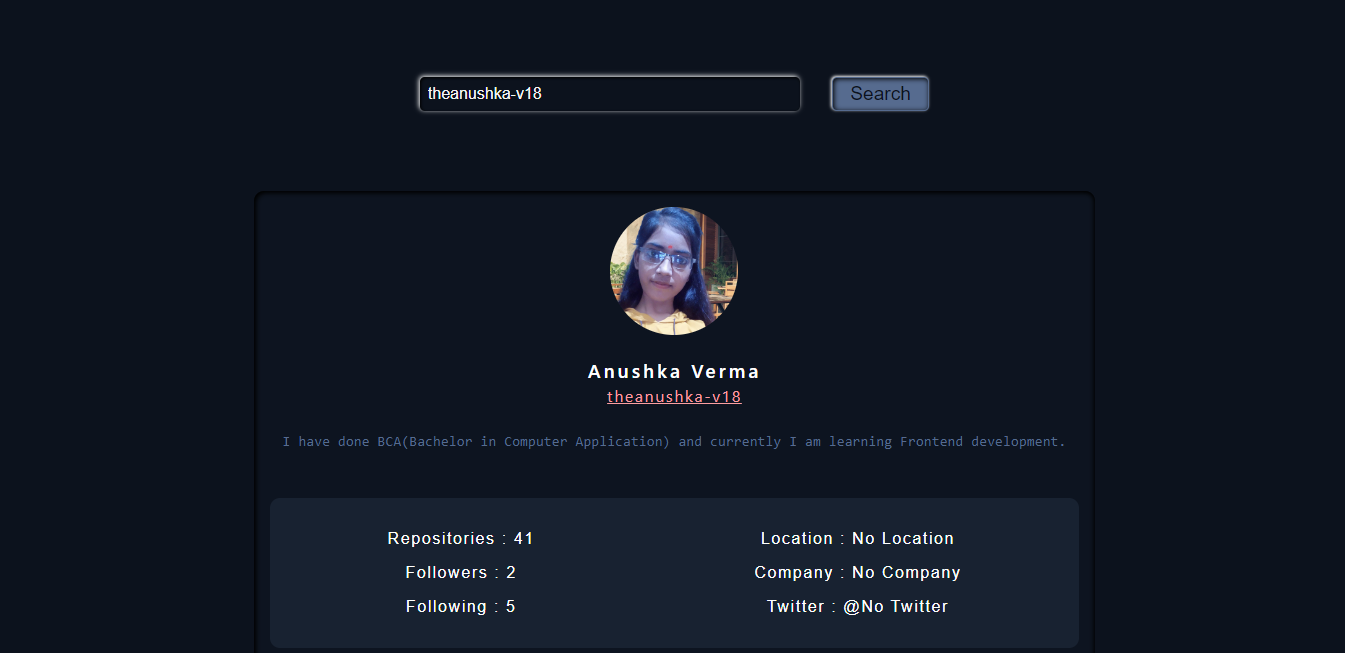 theanushka-v18 Search
Anushka Verma
theanushka-v18
I have done BCA(Bachelor in Computer Application) and currently I am learning Frontend development.
Repositories : 41 Location : No Location
Followers : 2 Company : No Company
Following : 5 Twitter : @No Twitter